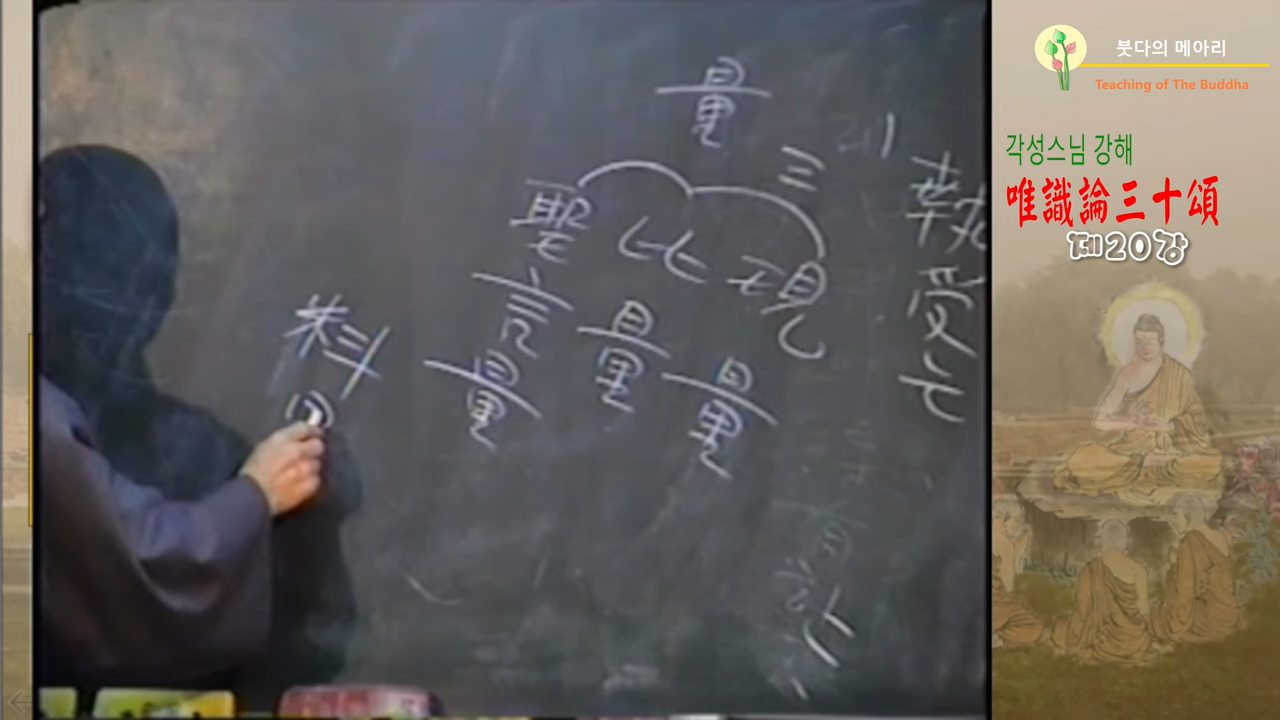 붓다의 메아리
Teaching of The Buddha
각성스님 강해
唯識論三十頌
제20강
量
三
現量
比量
聖言量
執受
料